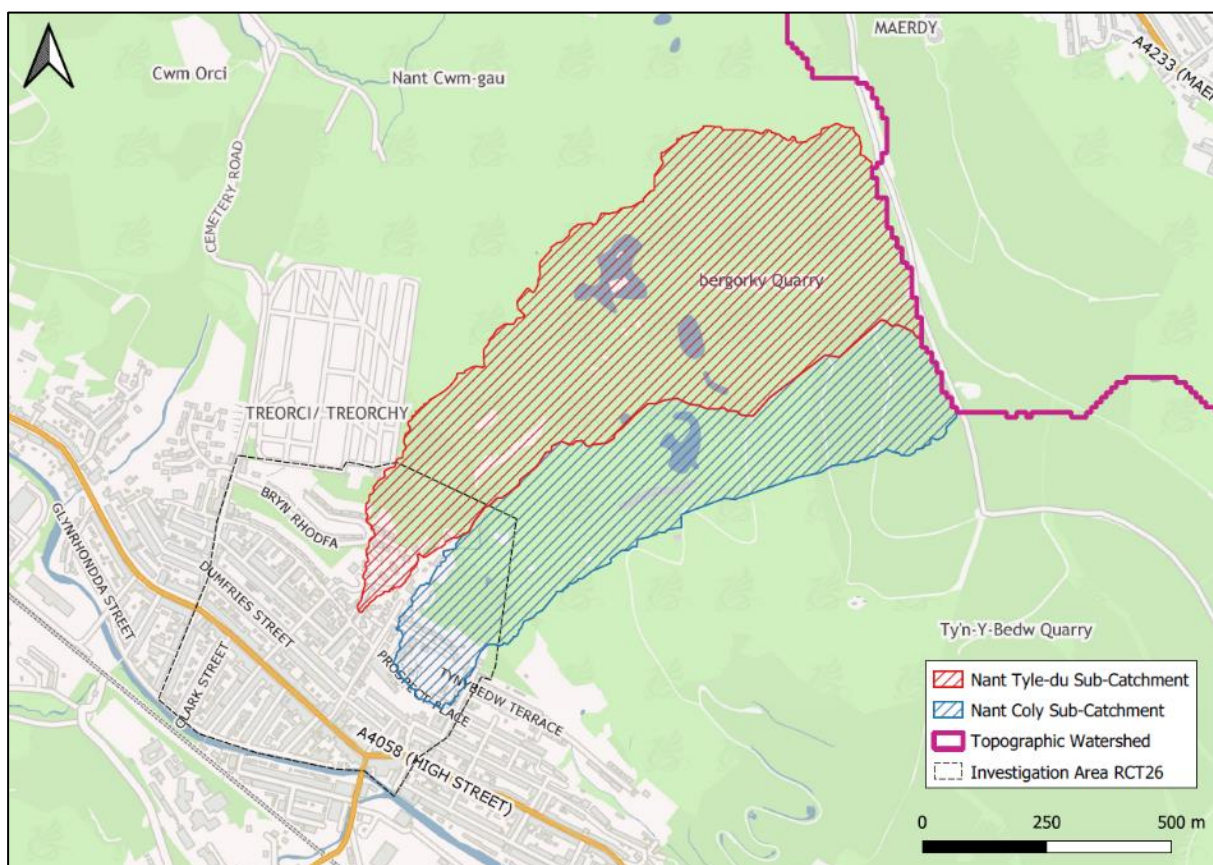 MAERDY
A4233 (MAER
Cwm Orci
Nant Cwm-gau
CEMETERY ROAD
bergorky Quarry
TREORCI/ TREORCHY
BRYN RHODFA
GLYNRHONDDA STREET
DUMFRIES STREET
CLARK STREET
PROSPECT PLACE
TYNYBEDW TERRACE
A4058 (HIGH STREET)
Ty'n-Y-Bedw Quarry
Nant Tyle-du Sub-Catchment
Nant Coly Sub-Catchment
Topographic Watershed
Investigation Area RCT26
0 250 500 m